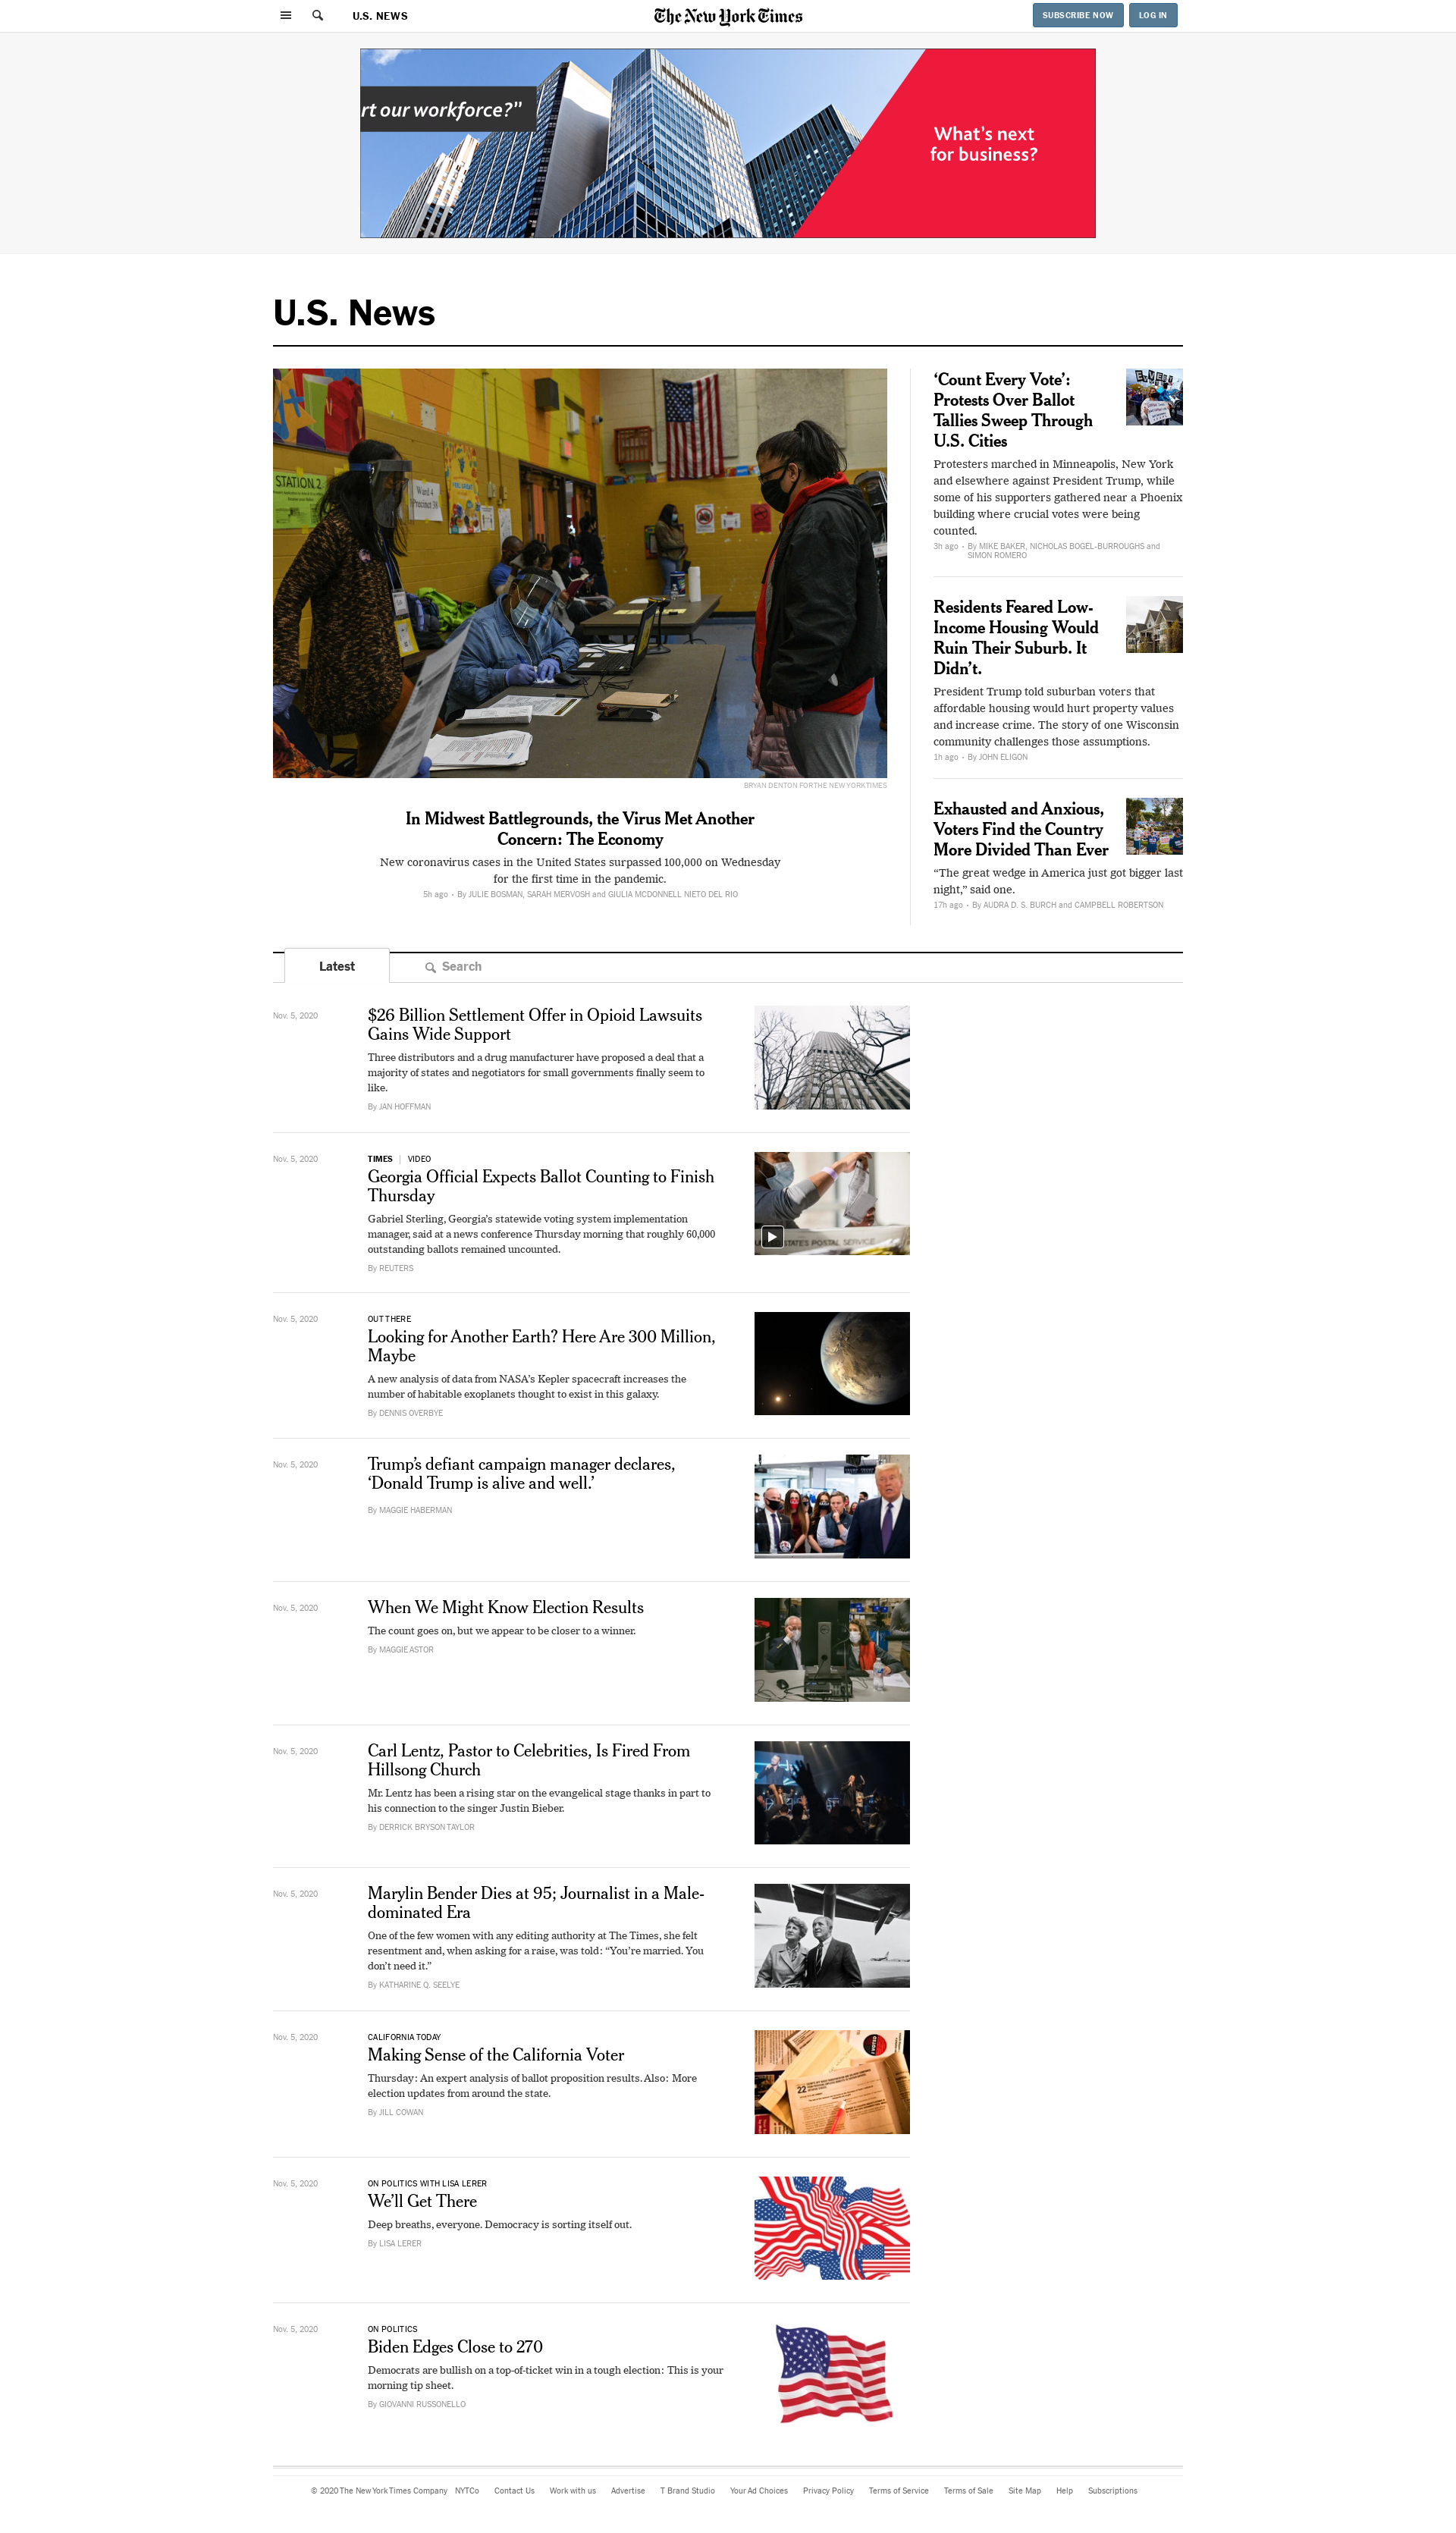 U.S. NEWS
The New York Times
SUBSCRIBE NOW
LOG IN
rt our workforce?"
What's next
for business?
U.S. News
STATION 2
Ward 4
Precinct
BRYAN DENTON FOR THE NEW YORK TIMES
In Midwest Battlegrounds, the Virus Met Another
Concern: The Economy
New coronavirus cases in the United States surpassed 100,000 on Wednesday
for the first time in the pandemic.
5h ago · By JULIE BOSMAN, SARAH MERVOSH and GIULIA MCDONNELL NIETO DEL RIO
‘Count Every Vote’:
Protests Over Ballot
Tallies Sweep Through
U.S. Cities
Protesters marched in Minneapolis, New York
and elsewhere against President Trump, while
some of his supporters gathered near a Phoenix
building where crucial votes were being
counted.
3h ago · By MIKE BAKER, NICHOLAS BOGEL-BURROUGHS and
SIMON ROMERO
Residents Feared Low-
Income Housing Would
Ruin Their Suburb. It
Didn’t.
President Trump told suburban voters that
affordable housing would hurt property values
and increase crime. The story of one Wisconsin
community challenges those assumptions.
1h ago · By JOHN ELIGON
Exhausted and Anxious,
Voters Find the Country
More Divided Than Ever
“The great wedge in America just got bigger last
night,” said one.
17h ago · By AUDRA D. S. BURCH and CAMPBELL ROBERTSON
Latest
Search
Nov. 5, 2020
$26 Billion Settlement Offer in Opioid Lawsuits
Gains Wide Support
Three distributors and a drug manufacturer have proposed a deal that a
majority of states and negotiators for small governments finally seem to
like.
By JAN HOFFMAN
Nov. 5, 2020
TIMES | VIDEO
Georgia Official Expects Ballot Counting to Finish
Thursday
Gabriel Sterling, Georgia’s statewide voting system implementation
manager, said at a news conference Thursday morning that roughly 60,000
outstanding ballots remained uncounted.
By REUTERS
Nov. 5, 2020
OUT THERE
Looking for Another Earth? Here Are 300 Million,
Maybe
A new analysis of data from NASA’s Kepler spacecraft increases the
number of habitable exoplanets thought to exist in this galaxy.
By DENNIS OVERBYE
Nov. 5, 2020
Trump’s defiant campaign manager declares,
‘Donald Trump is alive and well.’
By MAGGIE HABERMAN
Nov. 5, 2020
When We Might Know Election Results
The count goes on, but we appear to be closer to a winner.
By MAGGIE ASTOR
Nov. 5, 2020
Carl Lentz, Pastor to Celebrities, Is Fired From
Hillsong Church
Mr. Lentz has been a rising star on the evangelical stage thanks in part to
his connection to the singer Justin Bieber.
By DERRICK BRYSON TAYLOR
Nov. 5, 2020
Marylin Bender Dies at 95; Journalist in a Male-
dominated Era
One of the few women with any editing authority at The Times, she felt
resentment and, when asking for a raise, was told: “You’re married. You
don’t need it.”
By KATHARINE Q. SEELYE
Nov. 5, 2020
CALIFORNIA TODAY
Making Sense of the California Voter
Thursday: An expert analysis of ballot proposition results. Also: More
election updates from around the state.
By JILL COWAN
Nov. 5, 2020
ON POLITICS WITH LISA LERER
We’ll Get There
Deep breaths, everyone. Democracy is sorting itself out.
By LISA LERER
Nov. 5, 2020
ON POLITICS
Biden Edges Close to 270
Democrats are bullish on a top-of-ticket win in a tough election: This is your
morning tip sheet.
By GIOVANNI RUSSONELLO
© 2020 The New York Times Company NYTCo Contact Us Work with us Advertise T Brand Studio Your Ad Choices Privacy Policy Terms of Service Terms of Sale Site Map Help Subscriptions